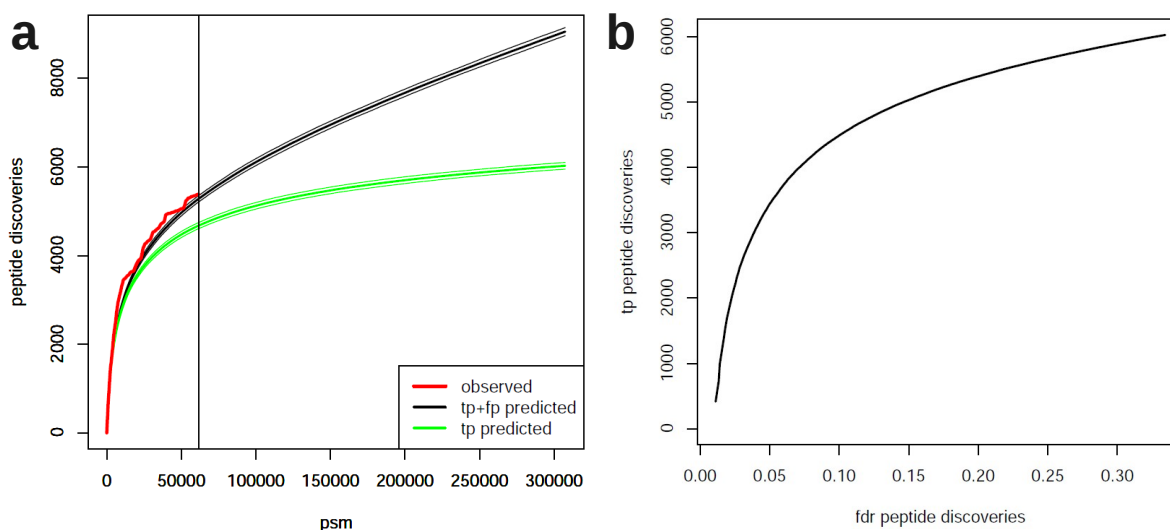 a
peptide discoveries
0
2000
4000
6000
8000
0
50000
100000
150000
200000
250000
300000
psm
observed
tp+fp predicted
tp predicted
b
tp peptide discoveries
0
1000
2000
3000
4000
5000
6000
0.00
0.05
0.10
0.15
0.20
0.25
0.30
fdr peptide discoveries